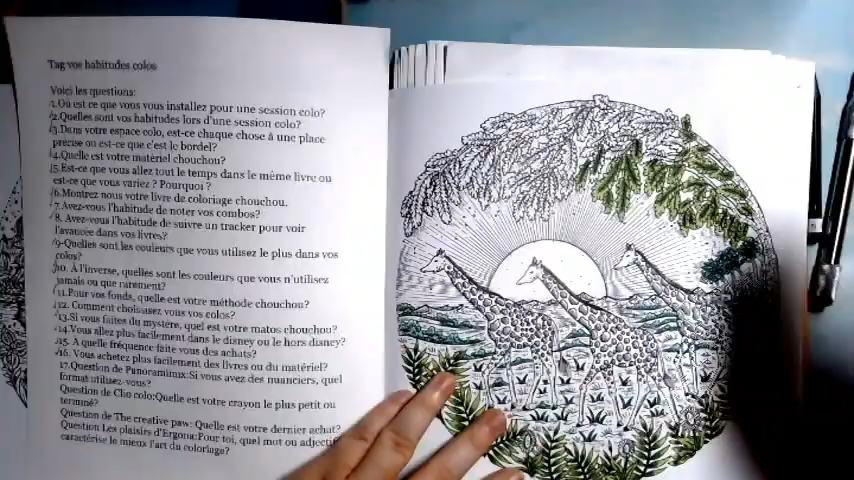 Tag vos habitudes colos
Voici les questions:
1.Où est ce que vous vous installez pour une session colo?
2.Quelles sont vos habitudes lors d'une session colo?
3.Dans votre espace colo, est-ce chaque chose à une place
précise ou est-ce que c'est le bordel?
4.Quelle est votre matériel chouchou?
5.Est-ce que vous allez tout le temps dans le même livre ou
est-ce que vous variez ? Pourquoi ?
6.Montrez nous votre livre de coloriage chouchou.
7.Avez-vous l'habitude de noter vos combos?
8. Avez-vous l'habitude de suivre un tracker pour voir
l'avancée dans vos livres?
9-Quelles sont les couleurs que vous utilisez le plus dans vos
colos?
10. À l'inverse, quelles sont les couleurs que vous n'utilisez
jamais ou que rarement?
11.Pour vos fonds, quelle est votre méthode chouchou?
12. Comment choisissez vous vos colos?
13.Si vous faites du mystère, quel est votre matos chouchou?
14.Vous allez plus facilement dans le disney ou le hors disney?
15. A quelle fréquence faite vous des achats?
16. Vous achetez plus facilement des livres ou du matériel?
17.Question de Panoramimux:Si vous avez des nuanciers, quel
format utilisez-vous?
Question de Cho colo:Quelle est votre crayon le plus petit ou
terminé?
Question de The creative paw: Quelle est votre dernier achat?
Question Les plaisirs d'Ergona:Pour toi, quel mot ou adjectif
caractérise le mieux l'art du coloriage?